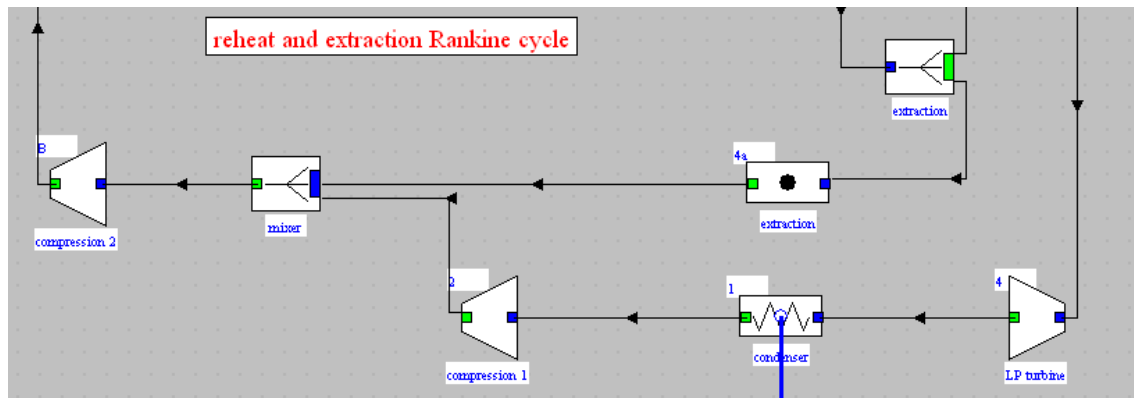 reheat and extraction Rankine cycle
extraction
B
4a
mixer
extraction
compression 2
2
1
4
condenser
compression 1
LP turbine